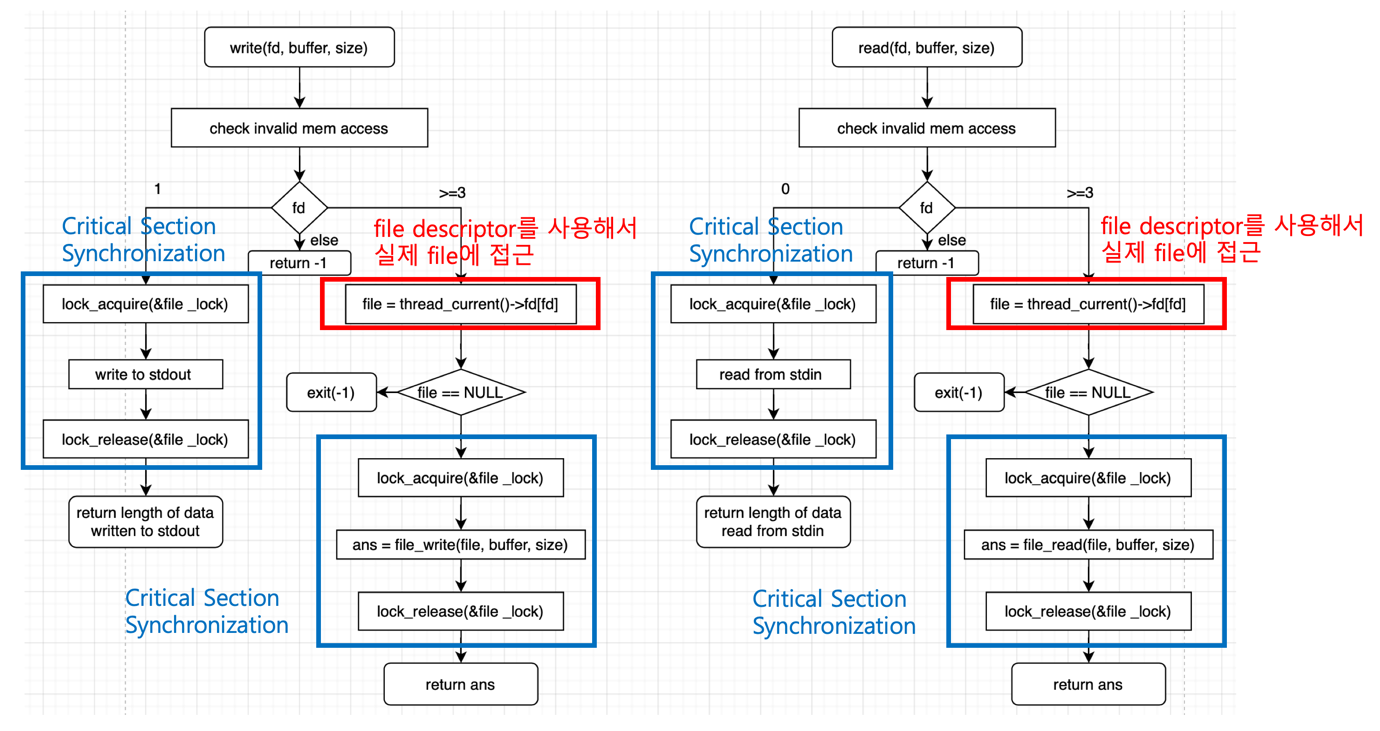 write(fd, buffer, size)
check invalid mem access
fd
1
>=3
else
return -1
Critical Section
Synchronization
file descriptor를 사용해서
실제 file에 접근
lock_acquire(&file _lock)
write to stdout
lock_release(&file _lock)
return length of data
written to stdout
file = thread_current()->fd[fd]
file == NULL
exit(-1)
lock_acquire(&file _lock)
ans = file_write(file, buffer, size)
lock_release(&file _lock)
Critical Section
Synchronization
return ans
read(fd, buffer, size)
check invalid mem access
fd
0
>=3
else
return -1
Critical Section
Synchronization
file descriptor를 사용해서
실제 file에 접근
lock_acquire(&file _lock)
read from stdin
lock_release(&file _lock)
return length of data
read from stdin
file = thread_current()->fd[fd]
file == NULL
exit(-1)
lock_acquire(&file _lock)
ans = file_read(file, buffer, size)
lock_release(&file _lock)
Critical Section
Synchronization
return ans